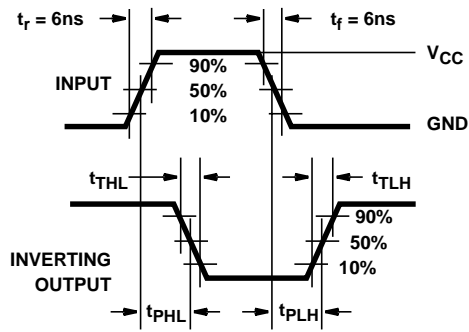 tr = 6ns
tf = 6ns
VCC
90%
INPUT
50%
10%
GND
tTHL
tTLH
90%
50%
INVERTING
10%
OUTPUT
tPHL
tPLH